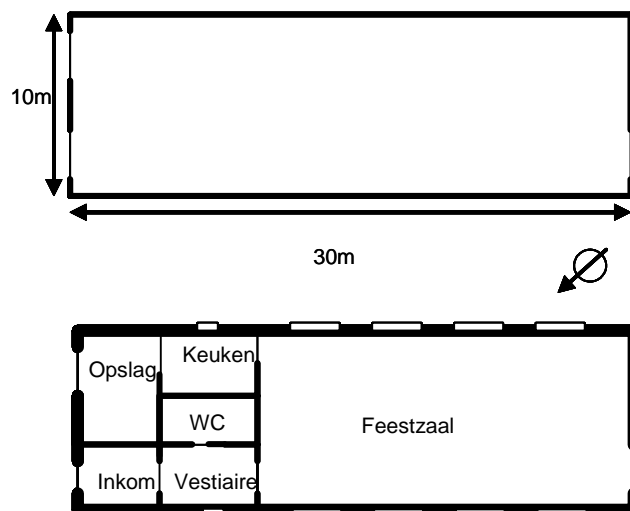 10m
30m
Keuken
Opslag
WC
Feestzaal
Inkom
Vestiaire